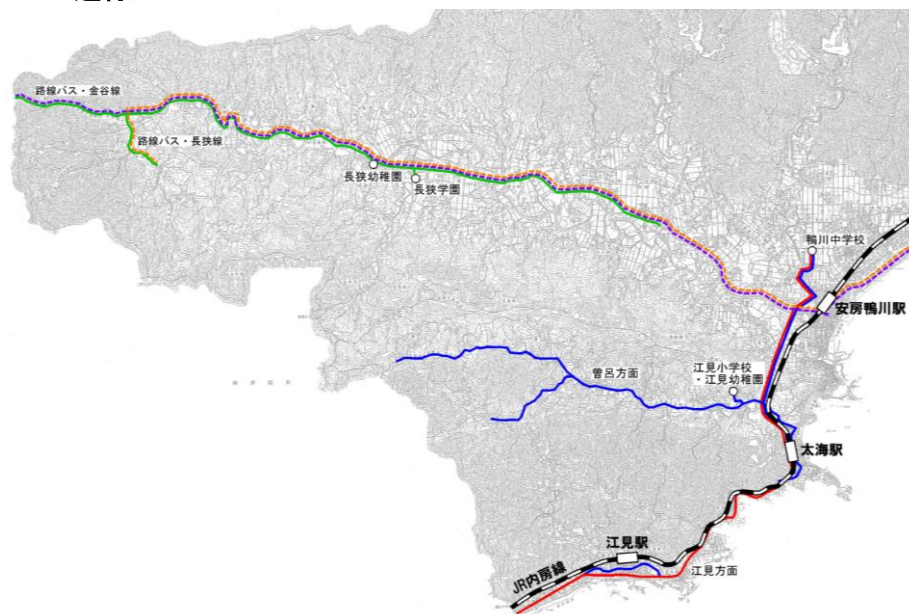 路線バス・金谷線
路線バス・長狭線
長狭幼稚園
長狭学園
鴨川中学校
安房鴨川駅
曽呂方面
江見小学校
・江見幼稚園
太海駅
江見駅
JR内房線
江見方面